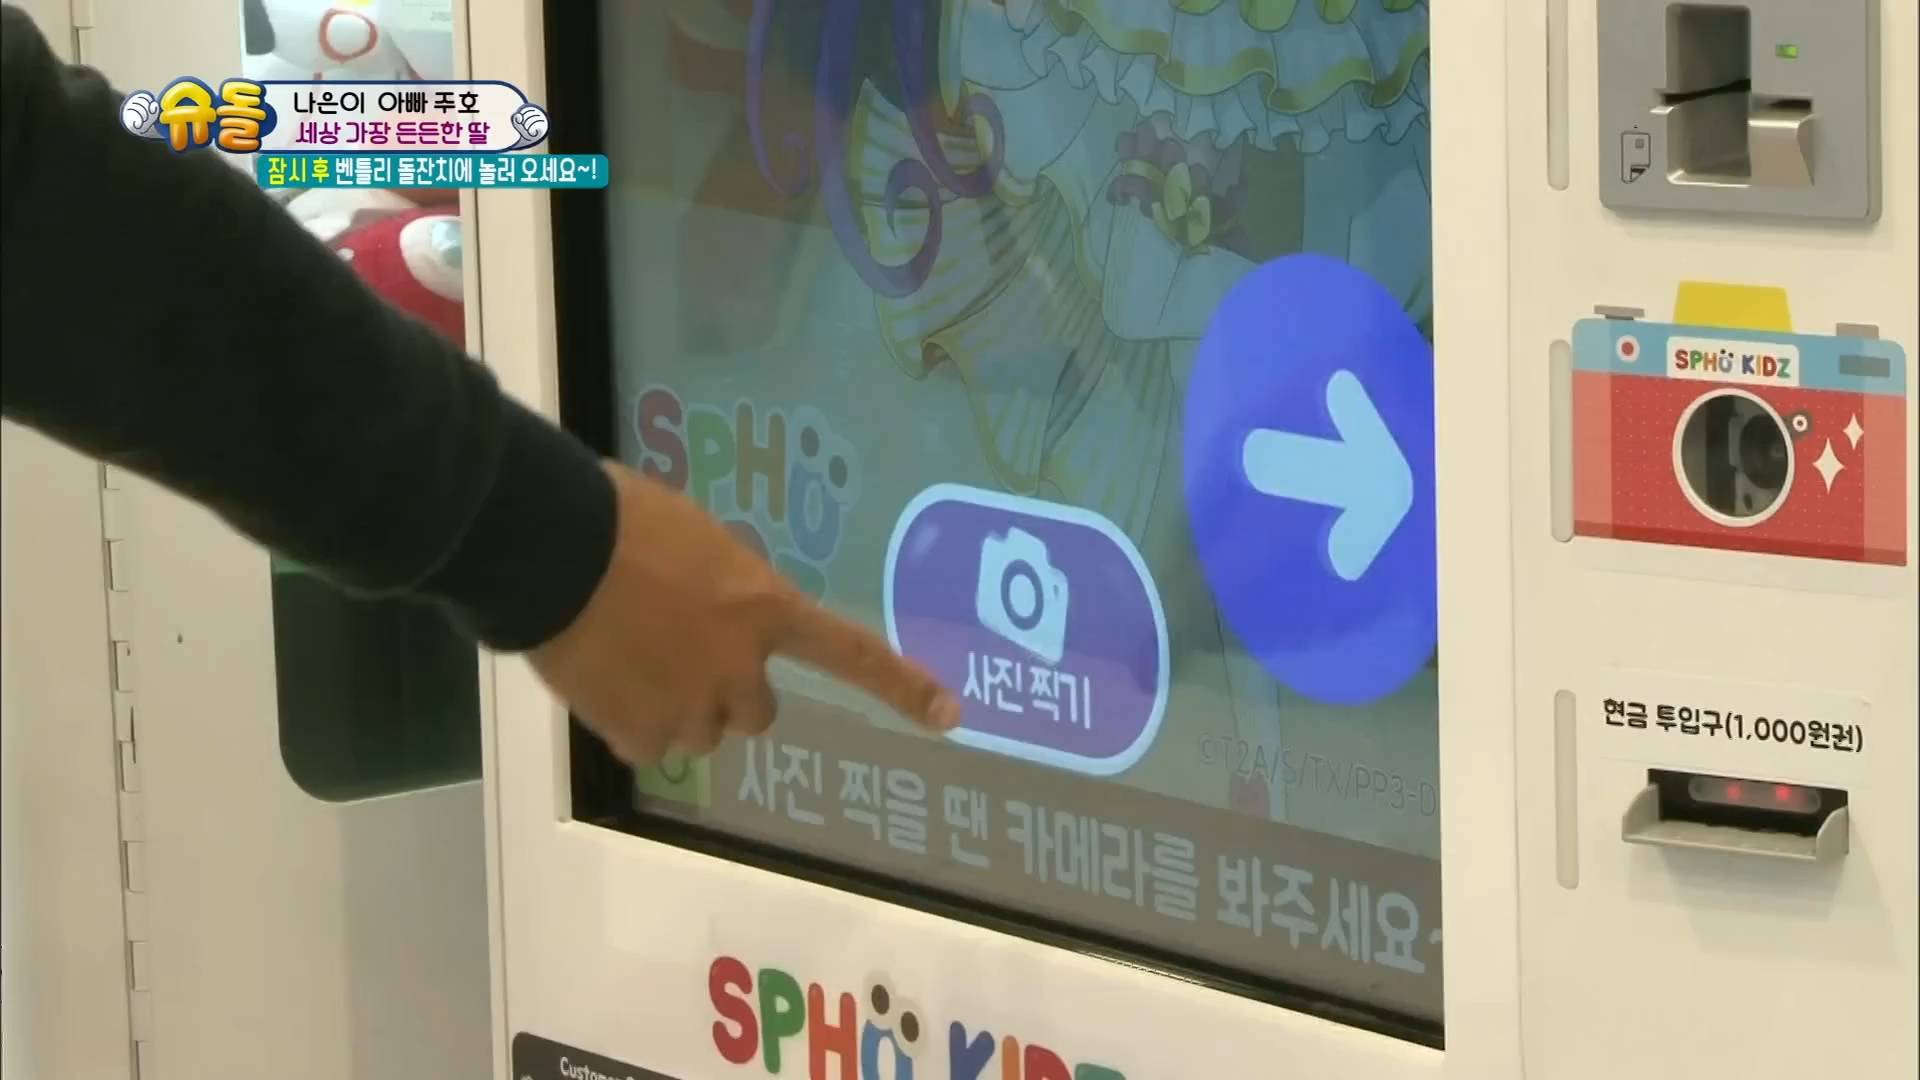 슈돌
나은이 아빠 주호
세상 가장 든든한 딸
잠시 후 벤틀리 돌잔치에 놀러 오세요~!
SPHO KIDZ
SPHO
사진 찍기
현금 투입구(1,000원권)
©T2A/S/TX/PP3-D
사진 찍을 땐 카메라를 봐주세요~
SPHO KIDZ